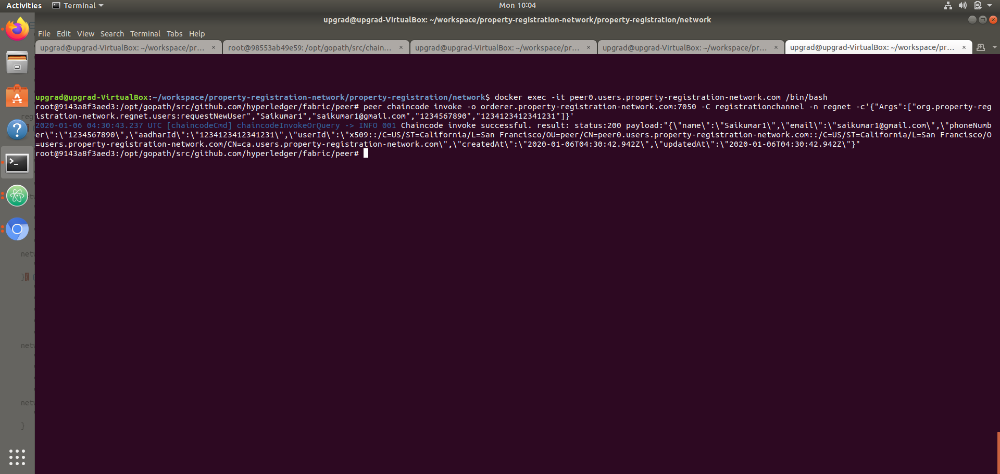 Activities Terminal Mon 10:04
upgrad@upgrad-VirtualBox: ~/workspace/property-registration-network/property-registration/network
File Edit View Search Terminal Tabs Help
upgrad@upgrad-VirtualBox: ~/workspace/pr... × root@98553ab49e59: /opt/gopath/src/chain... × upgrad@upgrad-VirtualBox: ~/workspace/pr... × upgrad@upgrad-VirtualBox: ~/workspace/pr... × upgrad@upgrad-VirtualBox: ~/workspace/pr... ×
upgrad@upgrad-VirtualBox:~/workspace/property-registration-network/property-registration/network$ docker exec -it peer0.users.property-registration-network.com /bin/bash
root@9143a8f3aed3:/opt/gopath/src/github.com/hyperledger/fabric/peer# peer chaincode invoke -o orderer.property-registration-network.com:7050 -C registrationchannel -n regnet -c'{"Args":["org.property-reg
istration-network.regnet.users:requestNewUser","Saikumar1","saikumar1@gmail.com","1234567890","1234123412341231"]}'
2020-01-06 04:30:43.237 UTC [chaincodeCmd] chaincodeInvokeOrQuery -> INFO 001 Chaincode invoke successful. result: status:200 payload:"{\"name\":\"Saikumar1\",\"email\":\"saikumar1@gmail.com\",\"phoneNumb
er\":\"1234567890\",\"aadharId\":\"1234123412341231\",\"userId\":\"x509::/C=US/ST=California/L=San Francisco/OU=peer/CN=peer0.users.property-registration-network.com::/C=US/ST=California/L=San Francisco/O
=users.property-registration-network.com/CN=ca.users.property-registration-network.com\",\"createdAt\":\"2020-01-06T04:30:42.942Z\",\"updatedAt\":\"2020-01-06T04:30:42.942Z\"}"
root@9143a8f3aed3:/opt/gopath/src/github.com/hyperledger/fabric/peer#